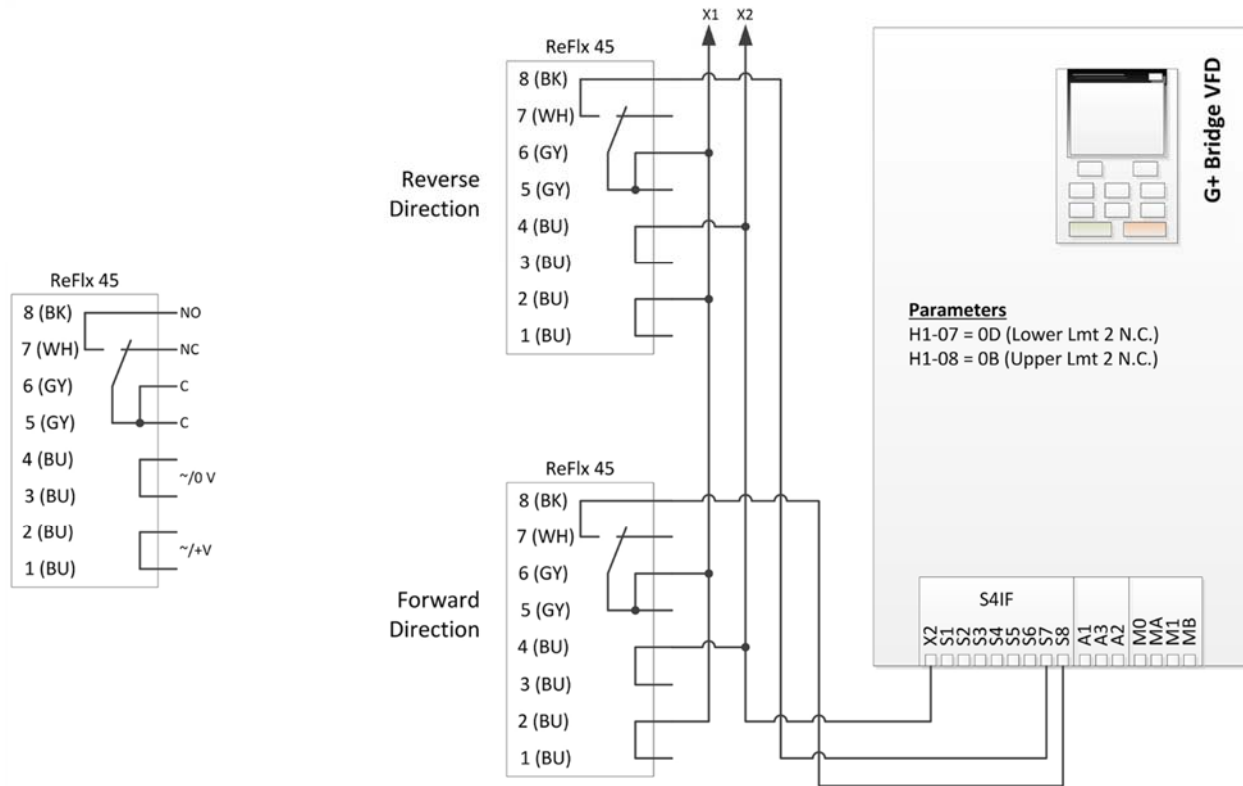 X1 X2
ReFlx 45
8 (BK)
7 (WH)
6 (GY)
5 (GY)
4 (BU)
3 (BU)
2 (BU)
1 (BU)
Reverse
Direction
ReFlx 45
8 (BK) NO
7 (WH) NC
6 (GY) C
5 (GY) C
4 (BU)
~/0 V
3 (BU)
2 (BU)
~/+V
1 (BU)
ReFlx 45
8 (BK)
7 (WH)
6 (GY)
5 (GY)
4 (BU)
3 (BU)
2 (BU)
1 (BU)
Forward
Direction
G+ Bridge VFD
Parameters
H1-07 = 0D (Lower Lmt 2 N.C.)
H1-08 = 0B (Upper Lmt 2 N.C.)
S4IF
X2 S1 S2 S3 S4 S5 S6 S7 S8 A1 A3 A2 M0 MA M1 MB